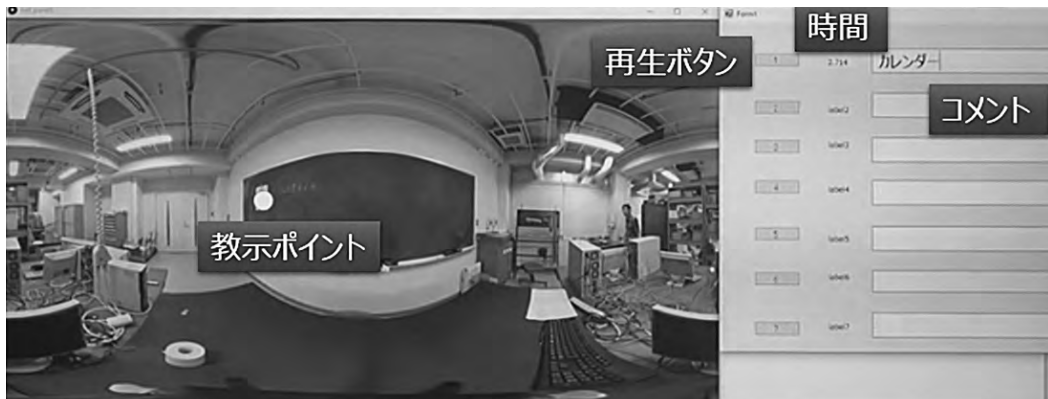 Form1
時間
再生ボタン
1
2.714
カレンダー
コメント
2
label2
3
label3
4
label4
教示ポイント
5
label5
6
label6
7
label7